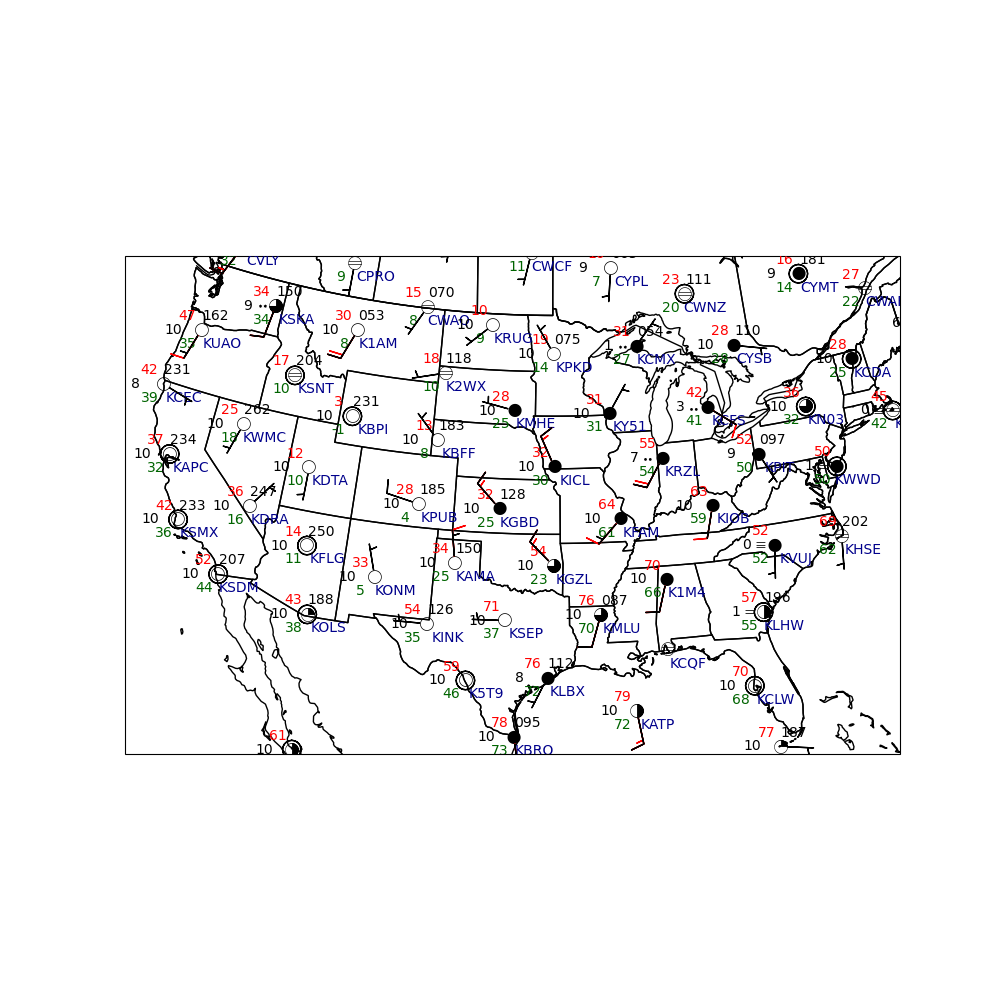 32 CVLY
9 CPRO
11 CWCF
9
7 CYPL
23 111
20 CWNZ
16 181
9
14 CYMT
27
22
34 150
9
34 KSKA
47 162
10
35 KUAO
30 053
10
8 K1AM
15 070
8 CWAQ
10
10
9 KRUG
19 075
10
14 KPKD
054
27 KCMX
28 110
10
28 CYSB
28
10
25 KCDA
6
42 231
8
39 KCEC
17 204
10 KSNT
18 118
10 K2WX
3 231
10
-1 KBPI
25 262
10
18 KWMC
28
10
25 KMHE
31
10
31 KY51
42
3
41 KCFS
36
10
32 KN03
45
42
37 234
10
32 KAPC
13 183
10
8 KBFF
12
10
10 KDTA
32
10
30 KICL
55
7
54 KRZL
52 097
9
50
50
KWWD
36 247
10
16 KDRA
28 185
10
4 KPUB
32 128
10
25 KGBD
64
10
61 KFAM
63
10
59 KIOB
42 233
10
36 KSMX
14 250
10
11 KFLG
34 150
10
25 KAMA
54
10
23 KGZL
52
0
52 KVUJ
64 202
62 KHSE
52 207
10
44 KSDM
33
10
5 KONM
70
10
66 K1M4
43 188
10
38 KOLS
54 126
10
35 KINK
71
10
37 KSEP
76 087
10
70 KMLU
57 196
1
55 KLHW
KCQF
59
10
46 K5T9
76 112
8
KLBX
70
10
68 KCLW
79
10
72 KATP
78 095
10
73 KBRO
61
10
77 187
10